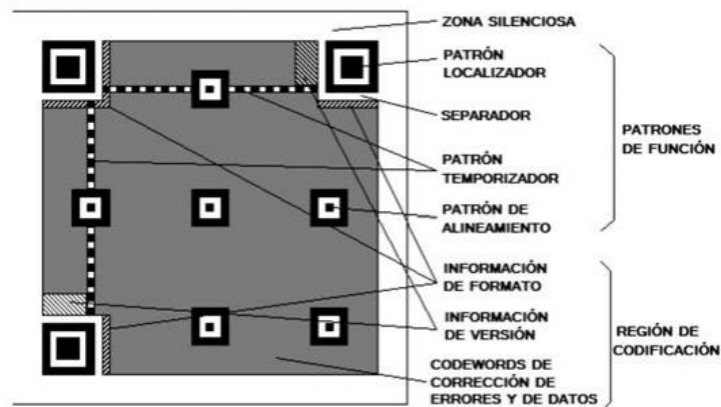 ZONA SILENCIOSA
PATRÓN
LOCALIZADOR
SEPARADOR
PATRONES
DE FUNCIÓN
PATRÓN
TEMPORIZADOR
PATRÓN DE
ALINEAMIENTO
INFORMACIÓN
DE FORMATO
INFORMACIÓN
DE VERSIÓN
REGIÓN DE
CODIFICACIÓN
CODEWORDS DE
CORRECCIÓN DE
ERRORES Y DE DATOS